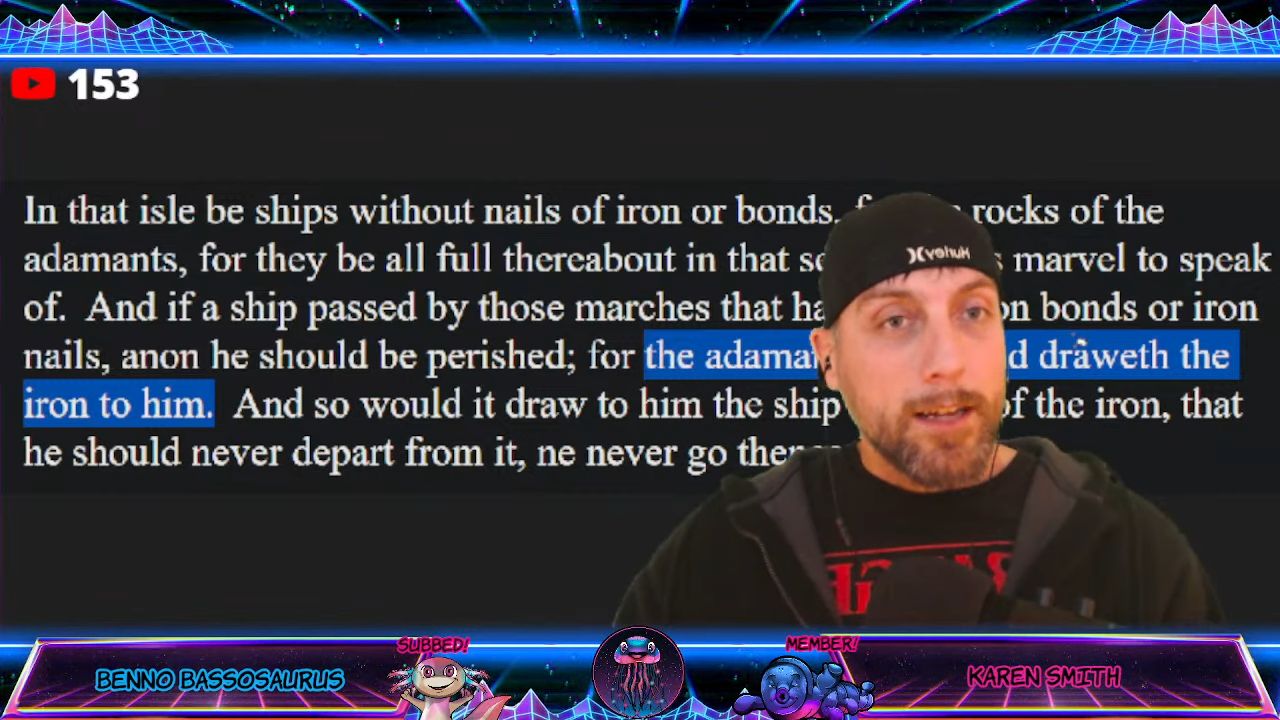 153
In that isle be ships without nails of iron or bonds, rocks of the
adamants, for they be all full thereabout in that marvel to speak
of. And if a ship passed by those marches that bonds or iron
nails, anon he should be perished; for the draweth the
iron to him. And so would it draw to him the ship of the iron, that
he should never depart from it, ne never go
SUBBED!
MEMBER!
BENNO BASSOSAURUS
KAREN SMITH